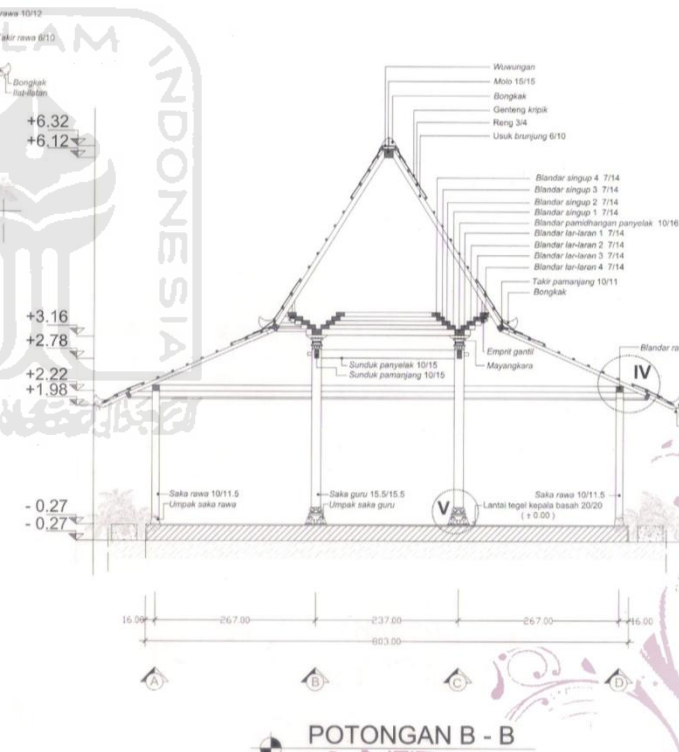 rawa 10/12
Takir rawa 6/10
Bongkak
Ilat-ilatan
ISLAM
INDONESIA
+6.32
+6.12
Wuwungan
Molo 15/15
Bongkak
Genteng kripik
Reng 3/4
Usuk brunjung 6/10
Blandar singup 4 7/14
Blandar singup 3 7/14
Blandar singup 2 7/14
Blandar singup 1 7/14
Blandar pamidhangan panyelak 10/16
Blandar lar-laran 1 7/14
Blandar lar-laran 2 7/14
Blandar lar-laran 3 7/14
Blandar lar-laran 4 7/14
Takir pamanjang 10/11
Bongkak
+3.16
+2.78
+2.22
+1.98
Emprit gantil
Mayangkara
Sunduk panyelak 10/15
Sunduk pamanjang 10/15
Blandar ra
IV
Saka rawa 10/11.5
Umpak saka rawa
Saka guru 15.5/15.5
Umpak saka guru
V
Saka rawa 10/11.5
Lantai tegel kepala basah 20/20
( ± 0.00 )
- 0.27
- 0.27
16.00 267.00 237.00 267.00 16.00
803.00
A B C D
POTONGAN B - B